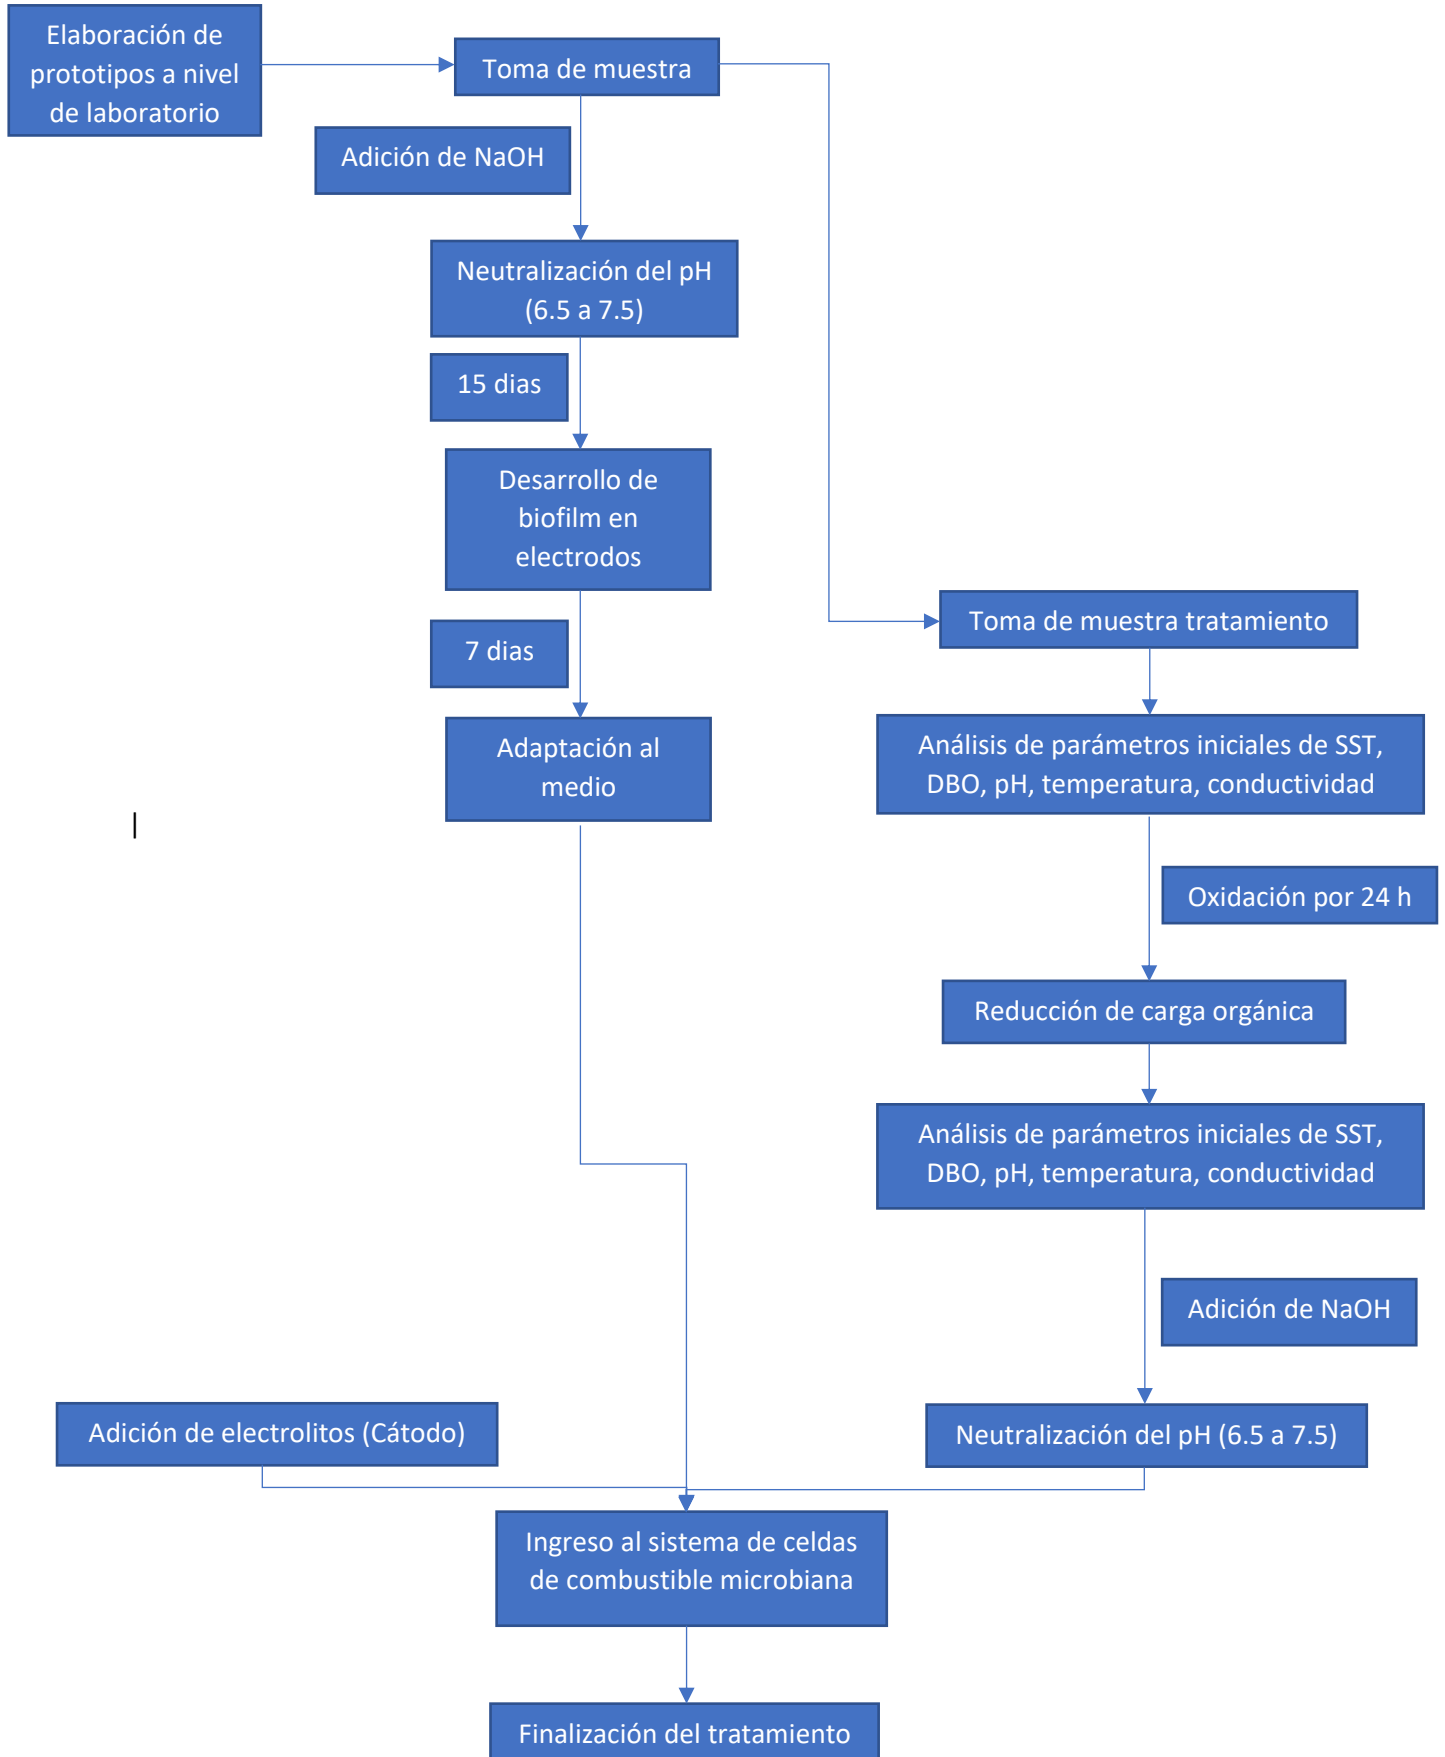 Elaboración de
prototipos a nivel
de laboratorio
Toma de muestra
Adición de NaOH
Neutralización del pH
(6.5 a 7.5)
15 dias
Desarrollo de
biofilm en
electrodos
7 dias
Adaptación al
medio
Toma de muestra tratamiento
Análisis de parámetros iniciales de SST,
DBO, pH, temperatura, conductividad
Oxidación por 24 h
Reducción de carga orgánica
Análisis de parámetros iniciales de SST,
DBO, pH, temperatura, conductividad
Adición de NaOH
Neutralización del pH (6.5 a 7.5)
Adición de electrolitos (Cátodo)
Ingreso al sistema de celdas
de combustible microbiana
Finalización del tratamiento